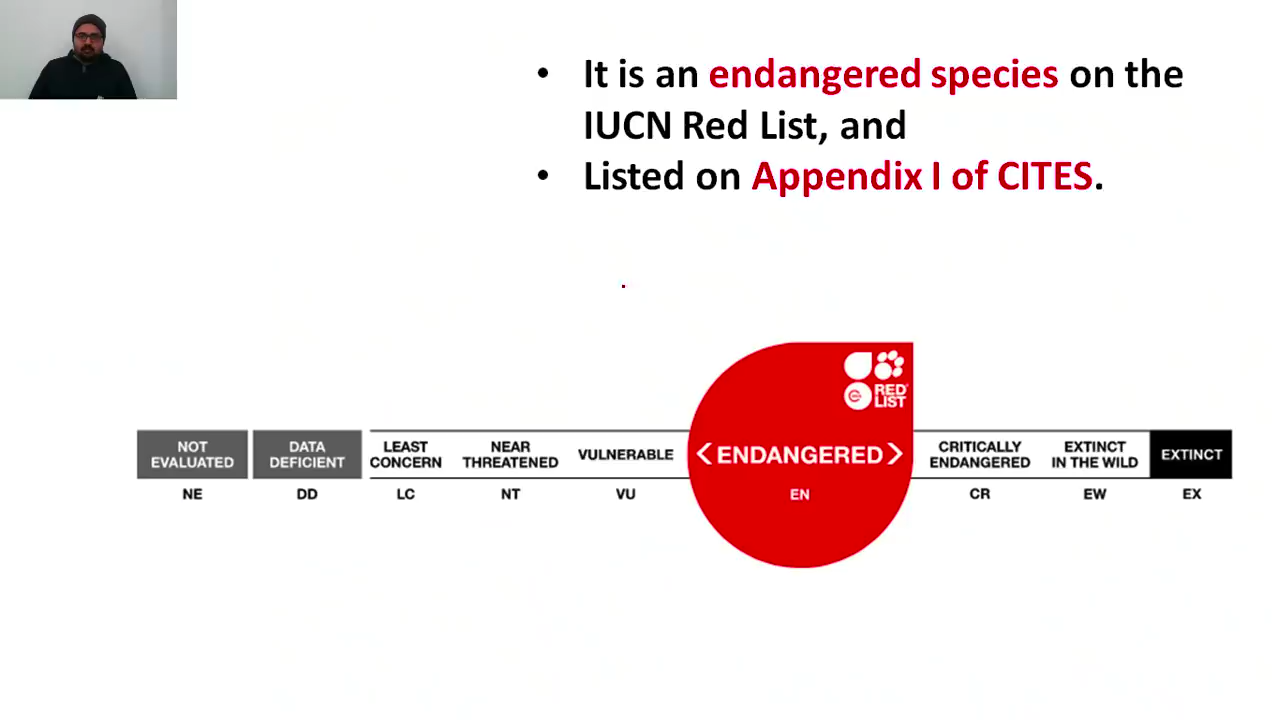 • It is an endangered species on the
IUCN Red List, and
• Listed on Appendix I of CITES.
RED
LIST
NOT
EVALUATED
DATA
DEFICIENT
LEAST
CONCERN
NEAR
THREATENED
VULNERABLE
<ENDANGERED>
CRITICALLY
ENDANGERED
EXTINCT
IN THE WILD
EXTINCT
NE
DD
LC
NT
VU
EN
CR
EW
EX